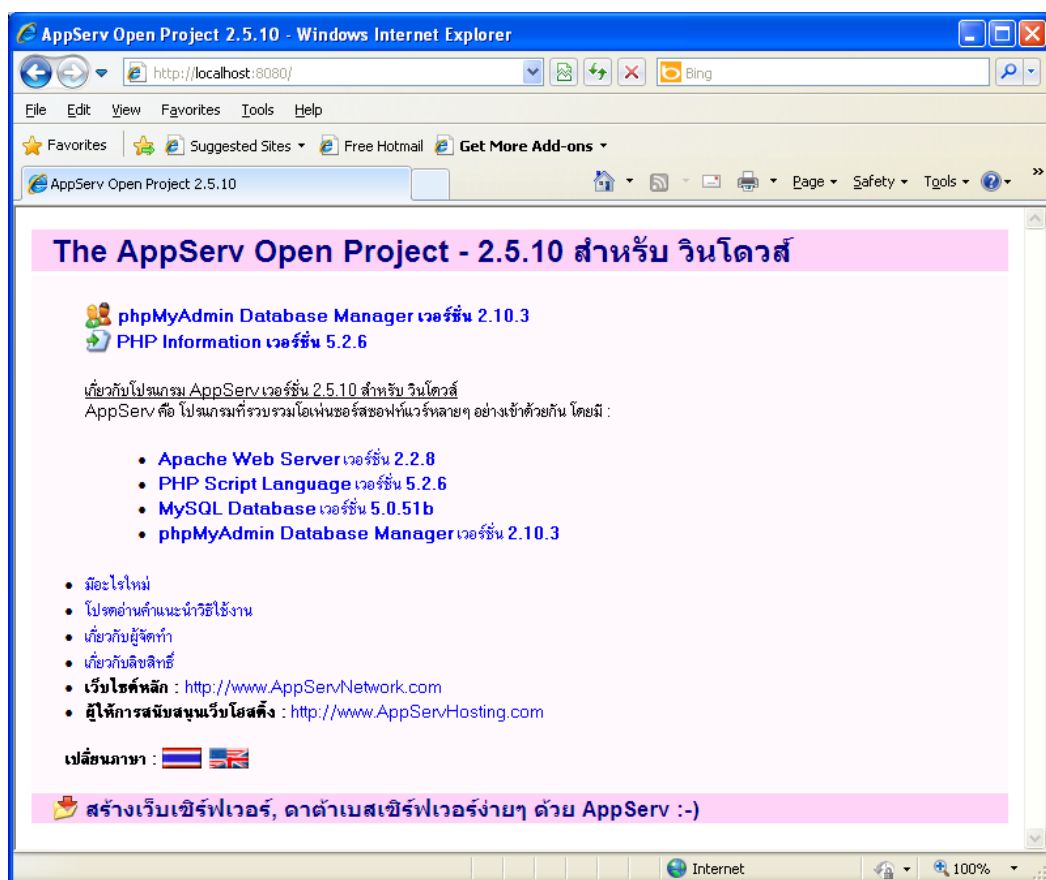 AppServ Open Project 2.5.10 - Windows Internet Explorer
http://localhost:8080/
Bing
File Edit View Favorites Tools Help
Favorites Suggested Sites Free Hotmail Get More Add-ons
AppServ Open Project 2.5.10 Page Safety Tools »
The AppServ Open Project - 2.5.10 สำหรับ วินโดวส์
phpMyAdmin Database Manager เวอร์ชั่น 2.10.3
PHP Information เวอร์ชั่น 5.2.6
เกี่ยวกับโปรแกรม AppServ เวอร์ชั่น 2.5.10 สำหรับ วินโดวส์
AppServ คือ โปรแกรมที่รวบรวมโอเพ่นซอร์สซอฟท์แวร์หลายๆ อย่างเข้าด้วยกัน โดยมี :
• Apache Web Server เวอร์ชั่น 2.2.8
• PHP Script Language เวอร์ชั่น 5.2.6
• MySQL Database เวอร์ชั่น 5.0.51b
• phpMyAdmin Database Manager เวอร์ชั่น 2.10.3
• มีอะไรใหม่
• โปรดอ่านคำแนะนำวิธีใช้งาน
• เกี่ยวกับผู้จัดทำ
• เกี่ยวกับลิขสิทธิ์
• เว็บไซต์หลัก : http://www.AppServNetwork.com
• ผู้ให้การสนับสนุนเว็บโฮสติ้ง : http://www.AppServHosting.com
เปลี่ยนภาษา :
สร้างเว็บเซิร์ฟเวอร์, ดาต้าเบสเซิร์ฟเวอร์ง่ายๆ ด้วย AppServ :-)
Internet 100%